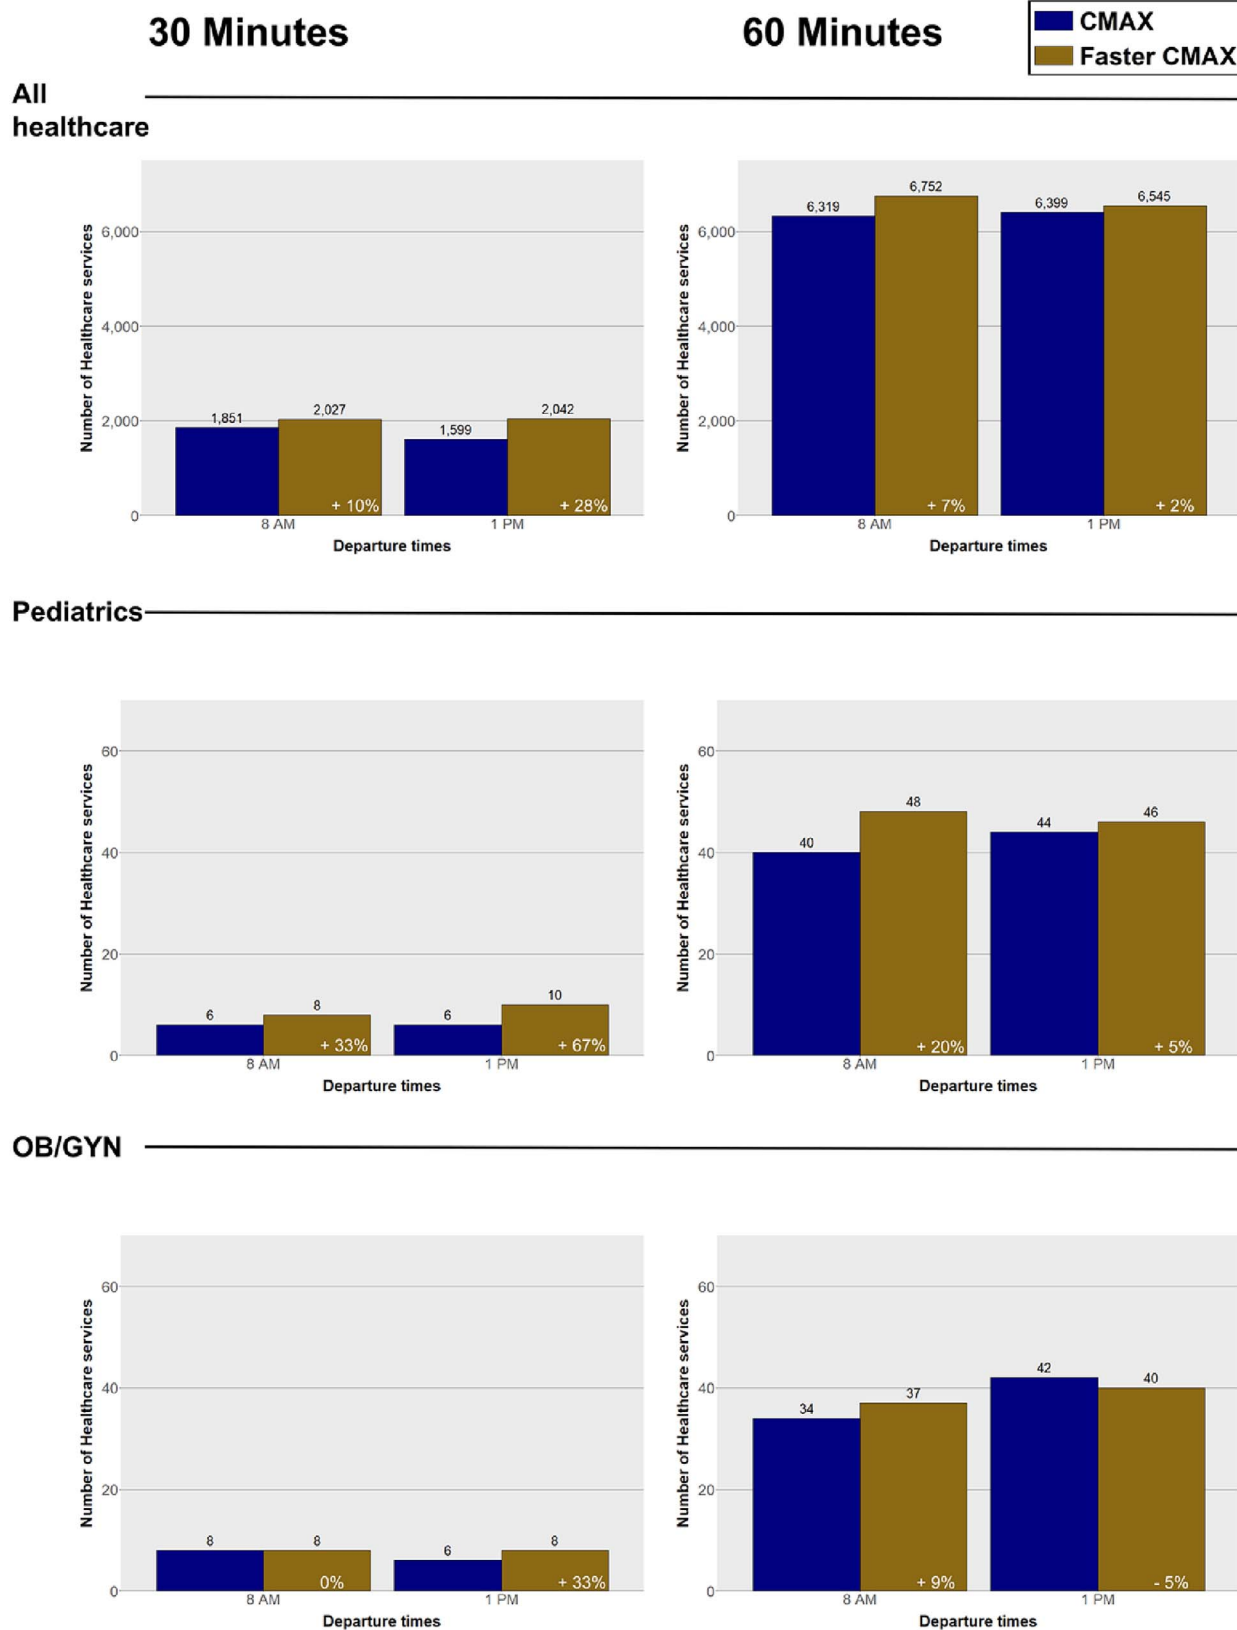 30 Minutes
60 Minutes
CMAX
Faster CMAX
All
healthcare
Number of Healthcare services
6,000
4,000
2,000
0
1,851
2,027
1,599
2,042
+ 10%
+ 28%
8 AM
1 PM
Departure times
Number of Healthcare services
6,000
4,000
2,000
0
6,319
6,752
6,399
6,545
+ 7%
+ 2%
8 AM
1 PM
Departure times
Pediatrics
Number of Healthcare services
60
40
20
0
6
8
6
10
+ 33%
+ 67%
8 AM
1 PM
Departure times
Number of Healthcare services
60
40
20
0
40
48
44
46
+ 20%
+ 5%
8 AM
1 PM
Departure times
OB/GYN
Number of Healthcare services
60
40
20
0
8
8
6
8
0%
+ 33%
8 AM
1 PM
Departure times
Number of Healthcare services
60
40
20
0
34
37
42
40
+ 9%
- 5%
8 AM
1 PM
Departure times